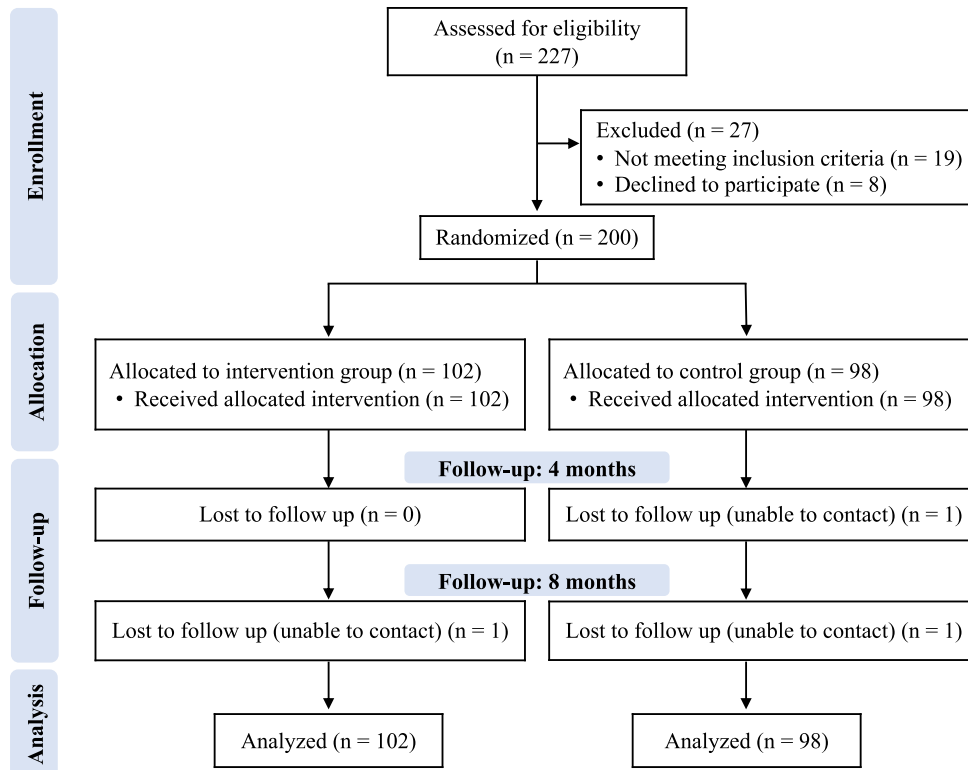 Enrollment
Assessed for eligibility
(n = 227)
Excluded (n = 27)
• Not meeting inclusion criteria (n = 19)
• Declined to participate (n = 8)
Randomized (n = 200)
Allocation
Allocated to intervention group (n = 102)
• Received allocated intervention (n = 102)
Allocated to control group (n = 98)
• Received allocated intervention (n = 98)
Follow-up
Follow-up: 4 months
Lost to follow up (n = 0)
Lost to follow up (unable to contact) (n = 1)
Follow-up: 8 months
Lost to follow up (unable to contact) (n = 1)
Lost to follow up (unable to contact) (n = 1)
Analysis
Analyzed (n = 102)
Analyzed (n = 98)